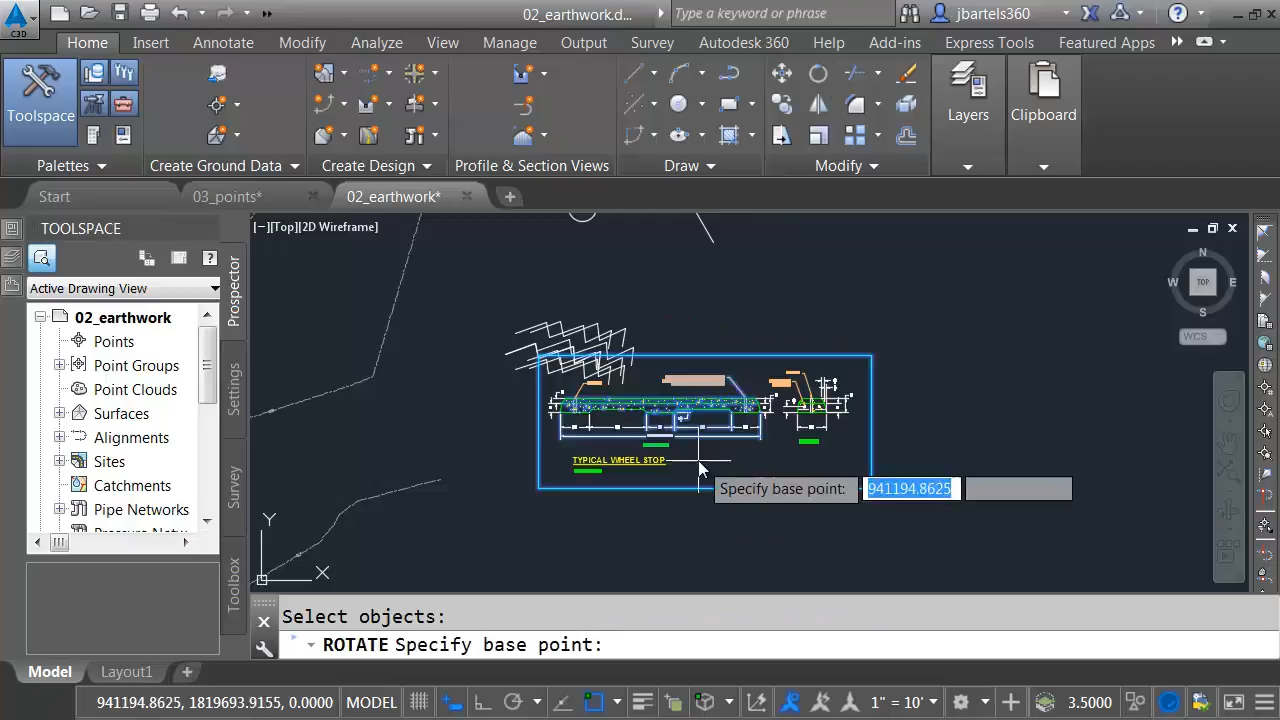 C3D
02_earthwork.d...
Type a keyword or phrase
jbartels360
Home Insert Annotate Modify Analyze View Manage Output Survey Autodesk 360 Help Add-ins Express Tools Featured Apps
Toolspace
Layers
Clipboard
Palettes
Create Ground Data
Create Design
Profile & Section Views
Draw
Modify
Start
03_points*
02_earthwork*
TOOLSPACE
Active Drawing View
02_earthwork
Points
Point Groups
Point Clouds
Surfaces
Alignments
Sites
Catchments
Pipe Networks
Prospector
Settings
Survey
Toolbox
[−][Top][2D Wireframe]
N
W TOP E
S
WCS
TYPICAL WHEEL STOP
Specify base point: 941194.8625
Y
X
Select objects:
ROTATE Specify base point:
Model Layout1
941194.8625, 1819693.9155, 0.0000 MODEL
1" = 10'
3.5000